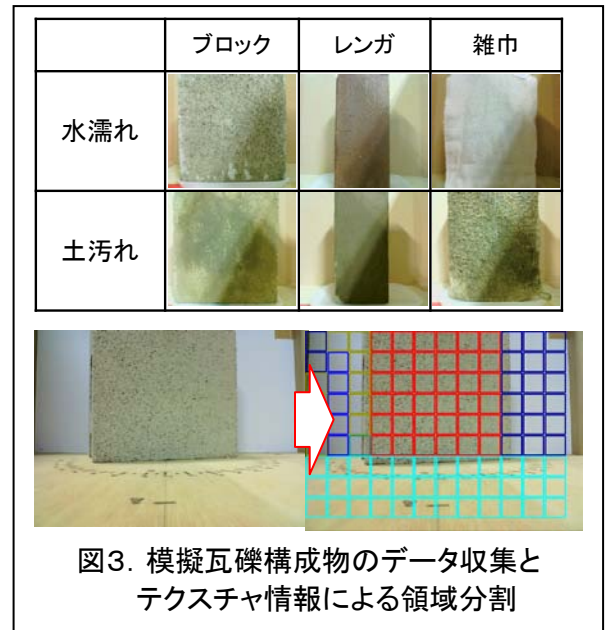 ブロック レンガ 雑巾
水濡れ
土汚れ
図3. 模擬瓦礫構成物のデータ収集と
テクスチャ情報による領域分割